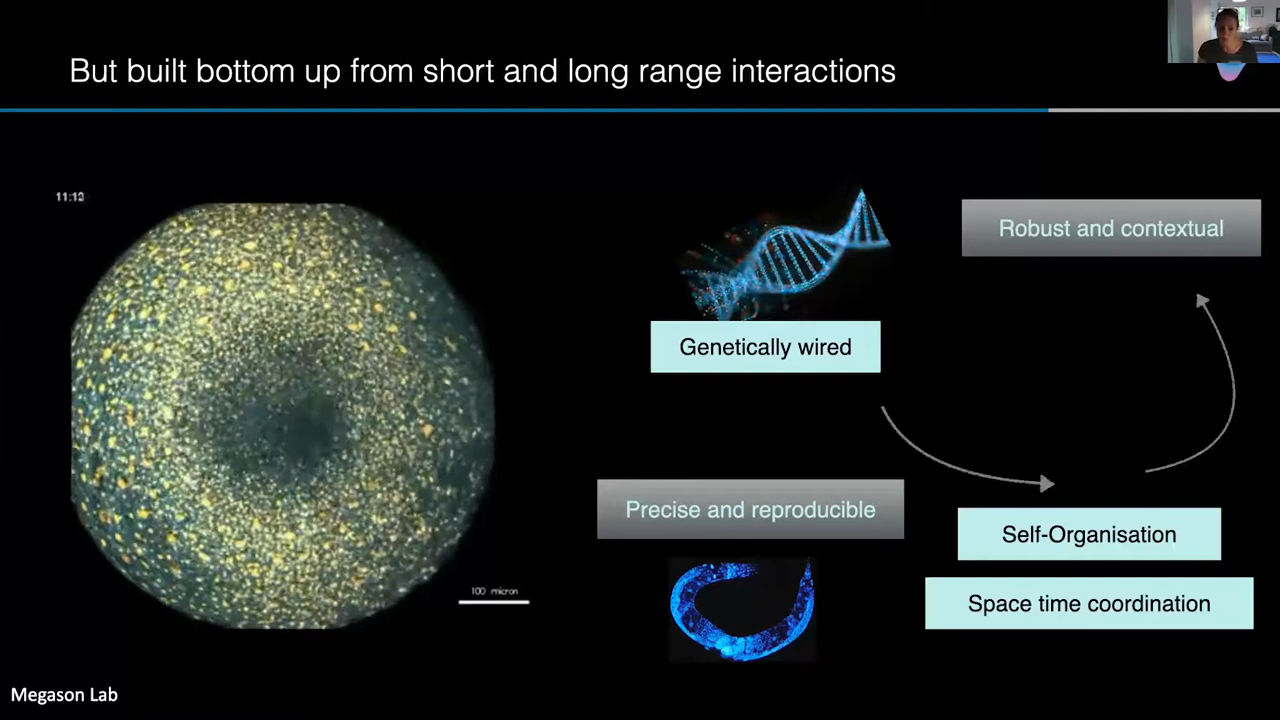 But built bottom up from short and long range interactions
11:12
Robust and contextual
Genetically wired
Precise and reproducible
Self-Organisation
Space time coordination
100 micron
Megason Lab